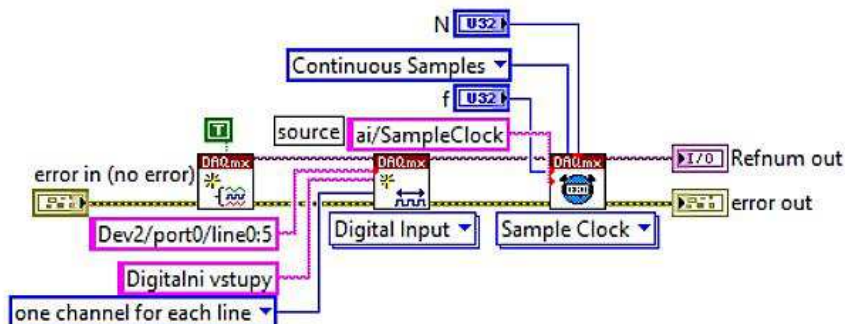 N U32
Continuous Samples
f U32
T source ai/SampleClock
DAQmx DAQmx DAQmx I/O Refnum out
error in (no error)
error out
Dev2/port0/line0:5 Digital Input Sample Clock
Digitalni vstupy
one channel for each line